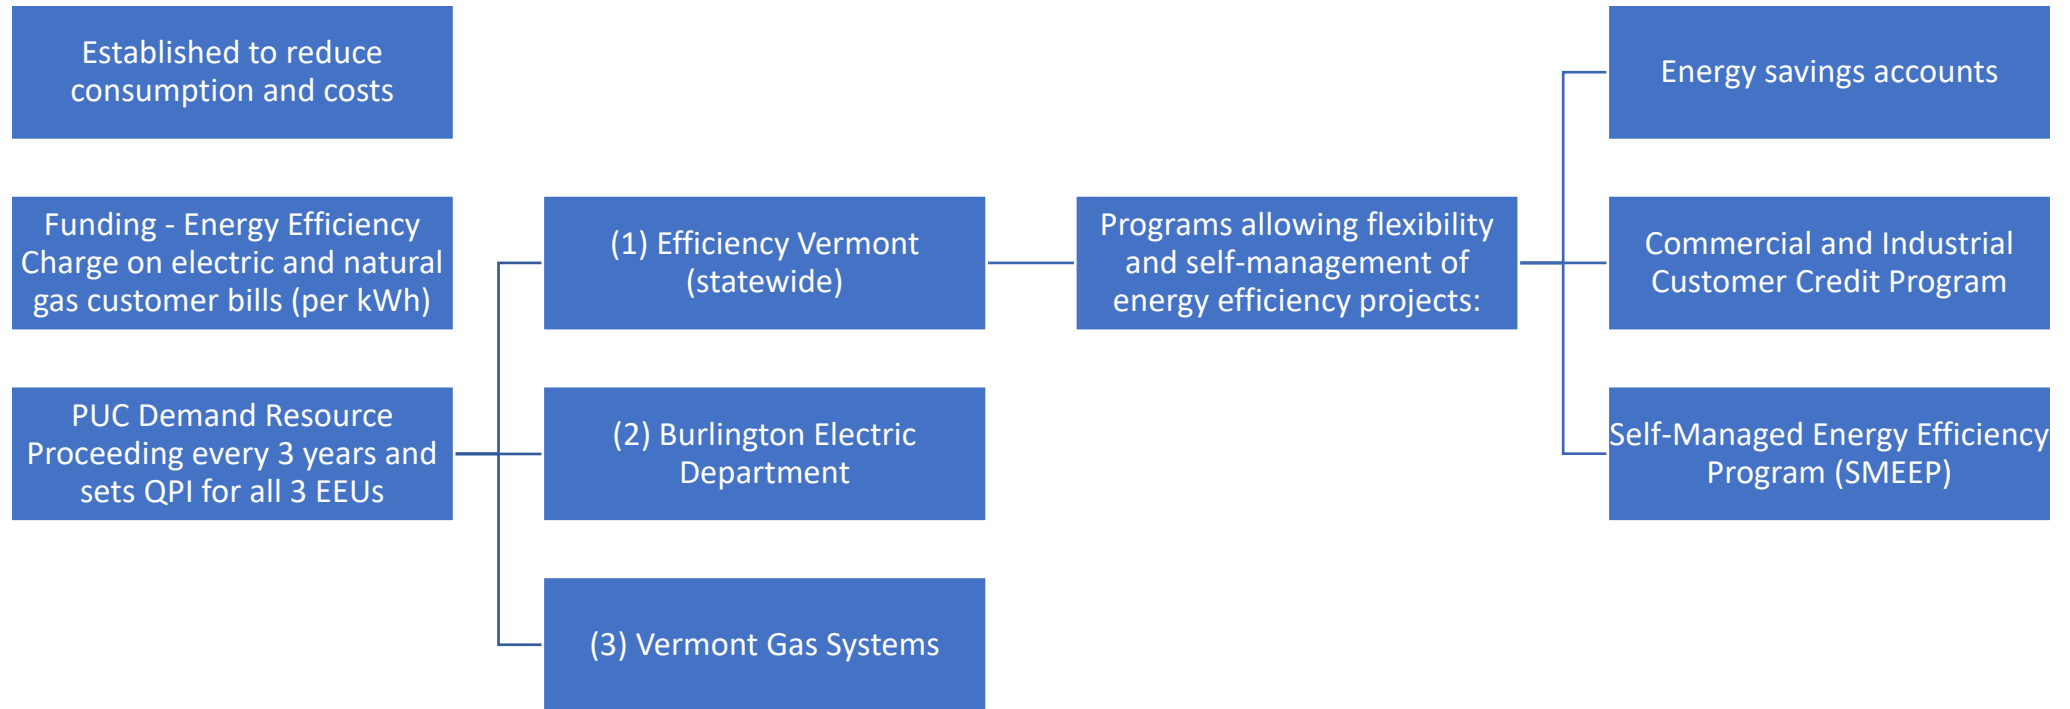 Established to reduce
consumption and costs
Funding - Energy Efficiency
Charge on electric and natural
gas customer bills (per kWh)
PUC Demand Resource
Proceeding every 3 years and
sets QPI for all 3 EEUs
(1) Efficiency Vermont
(statewide)
(2) Burlington Electric
Department
(3) Vermont Gas Systems
Programs allowing flexibility
and self-management of
energy efficiency projects:
Energy savings accounts
Commercial and Industrial
Customer Credit Program
Self-Managed Energy Efficiency
Program (SMEEP)